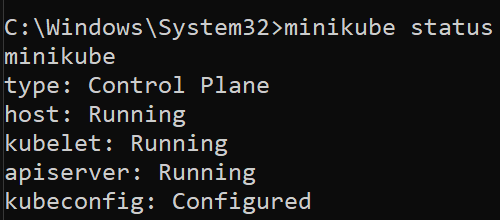 C:\Windows\System32>minikube status
minikube
type: Control Plane
host: Running
kubelet: Running
apiserver: Running
kubeconfig: Configured